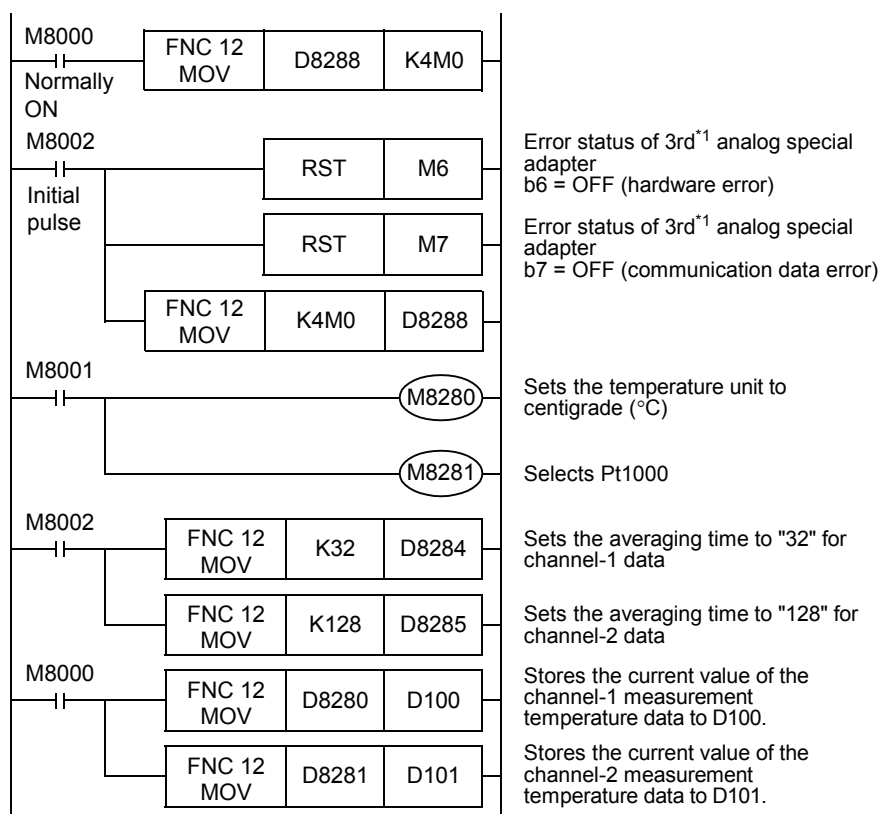 M8000
FNC 12
MOV
D8288
K4M0
Normally
ON
M8002
RST
M6
Error status of 3rd*1 analog special
adapter
b6 = OFF (hardware error)
Initial
pulse
RST
M7
Error status of 3rd*1 analog special
adapter
b7 = OFF (communication data error)
FNC 12
MOV
K4M0
D8288
M8001
M8280
Sets the temperature unit to
centigrade (°C)
M8281
Selects Pt1000
M8002
FNC 12
MOV
K32
D8284
Sets the averaging time to "32" for
channel-1 data
FNC 12
MOV
K128
D8285
Sets the averaging time to "128" for
channel-2 data
M8000
FNC 12
MOV
D8280
D100
Stores the current value of the
channel-1 measurement
temperature data to D100.
FNC 12
MOV
D8281
D101
Stores the current value of the
channel-2 measurement
temperature data to D101.